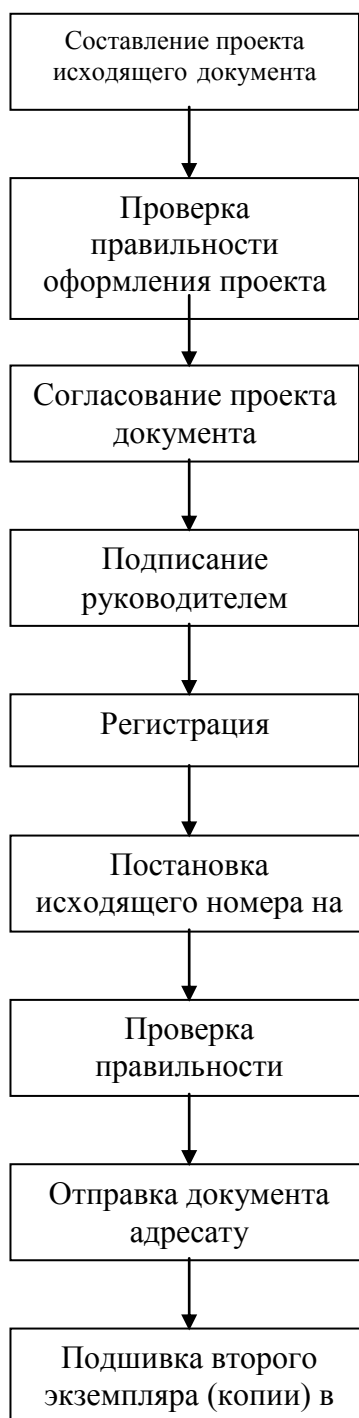 Составление проекта
исходящего документа
Проверка
правильности
оформления проекта
Согласование проекта
документа
Подписание
руководителем
Регистрация
Постановка
исходящего номера на
Проверка
правильности
Отправка документа
адресату
Подшивка второго
экземпляра (копии) в